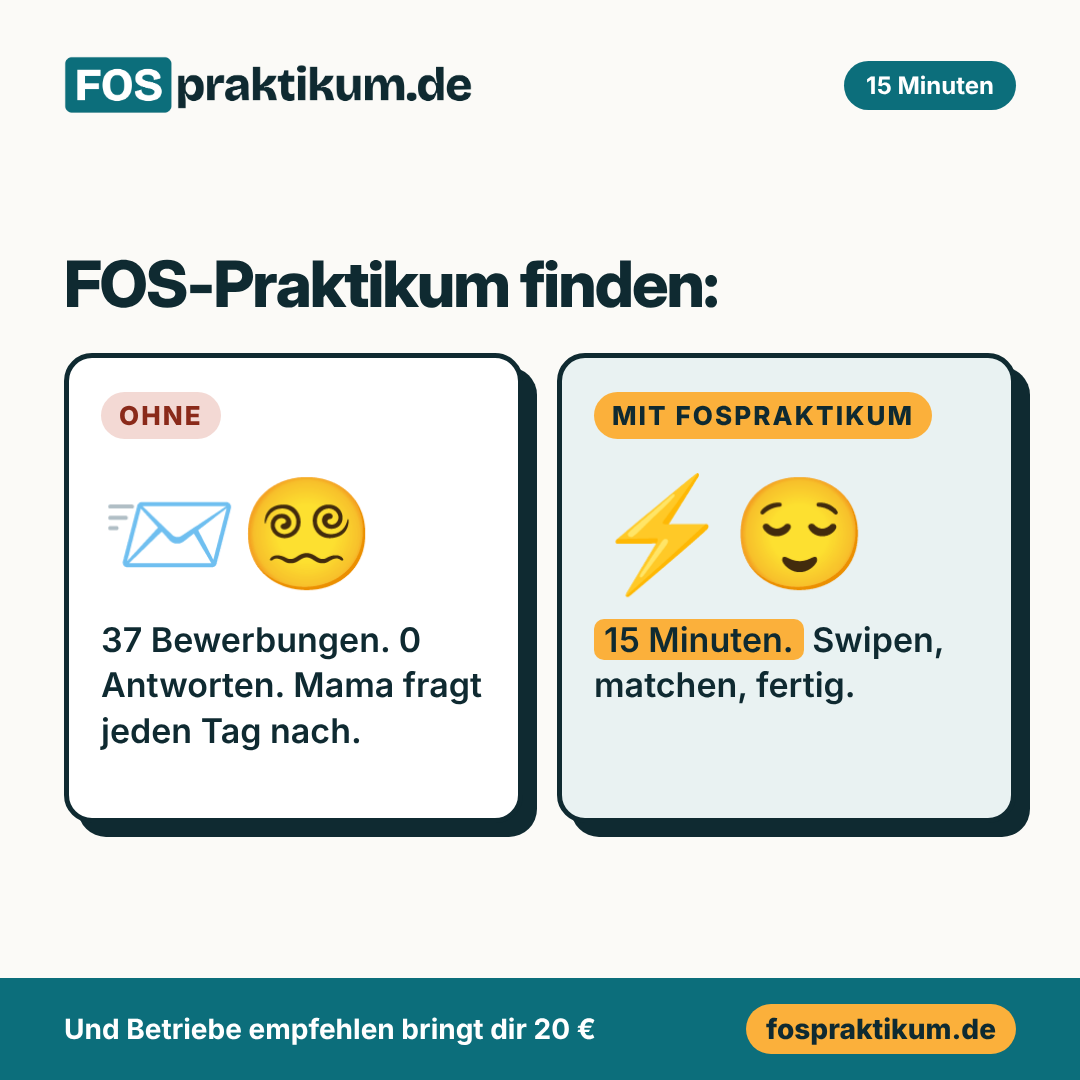 FOSpraktikum.de
15 Minuten
FOS-Praktikum finden:
OHNE
37 Bewerbungen. 0
Antworten. Mama fragt
jeden Tag nach.
MIT FOSPRAKTIKUM
15 Minuten. Swipen,
matchen, fertig.
Und Betriebe empfehlen bringt dir 20 €
fospraktikum.de